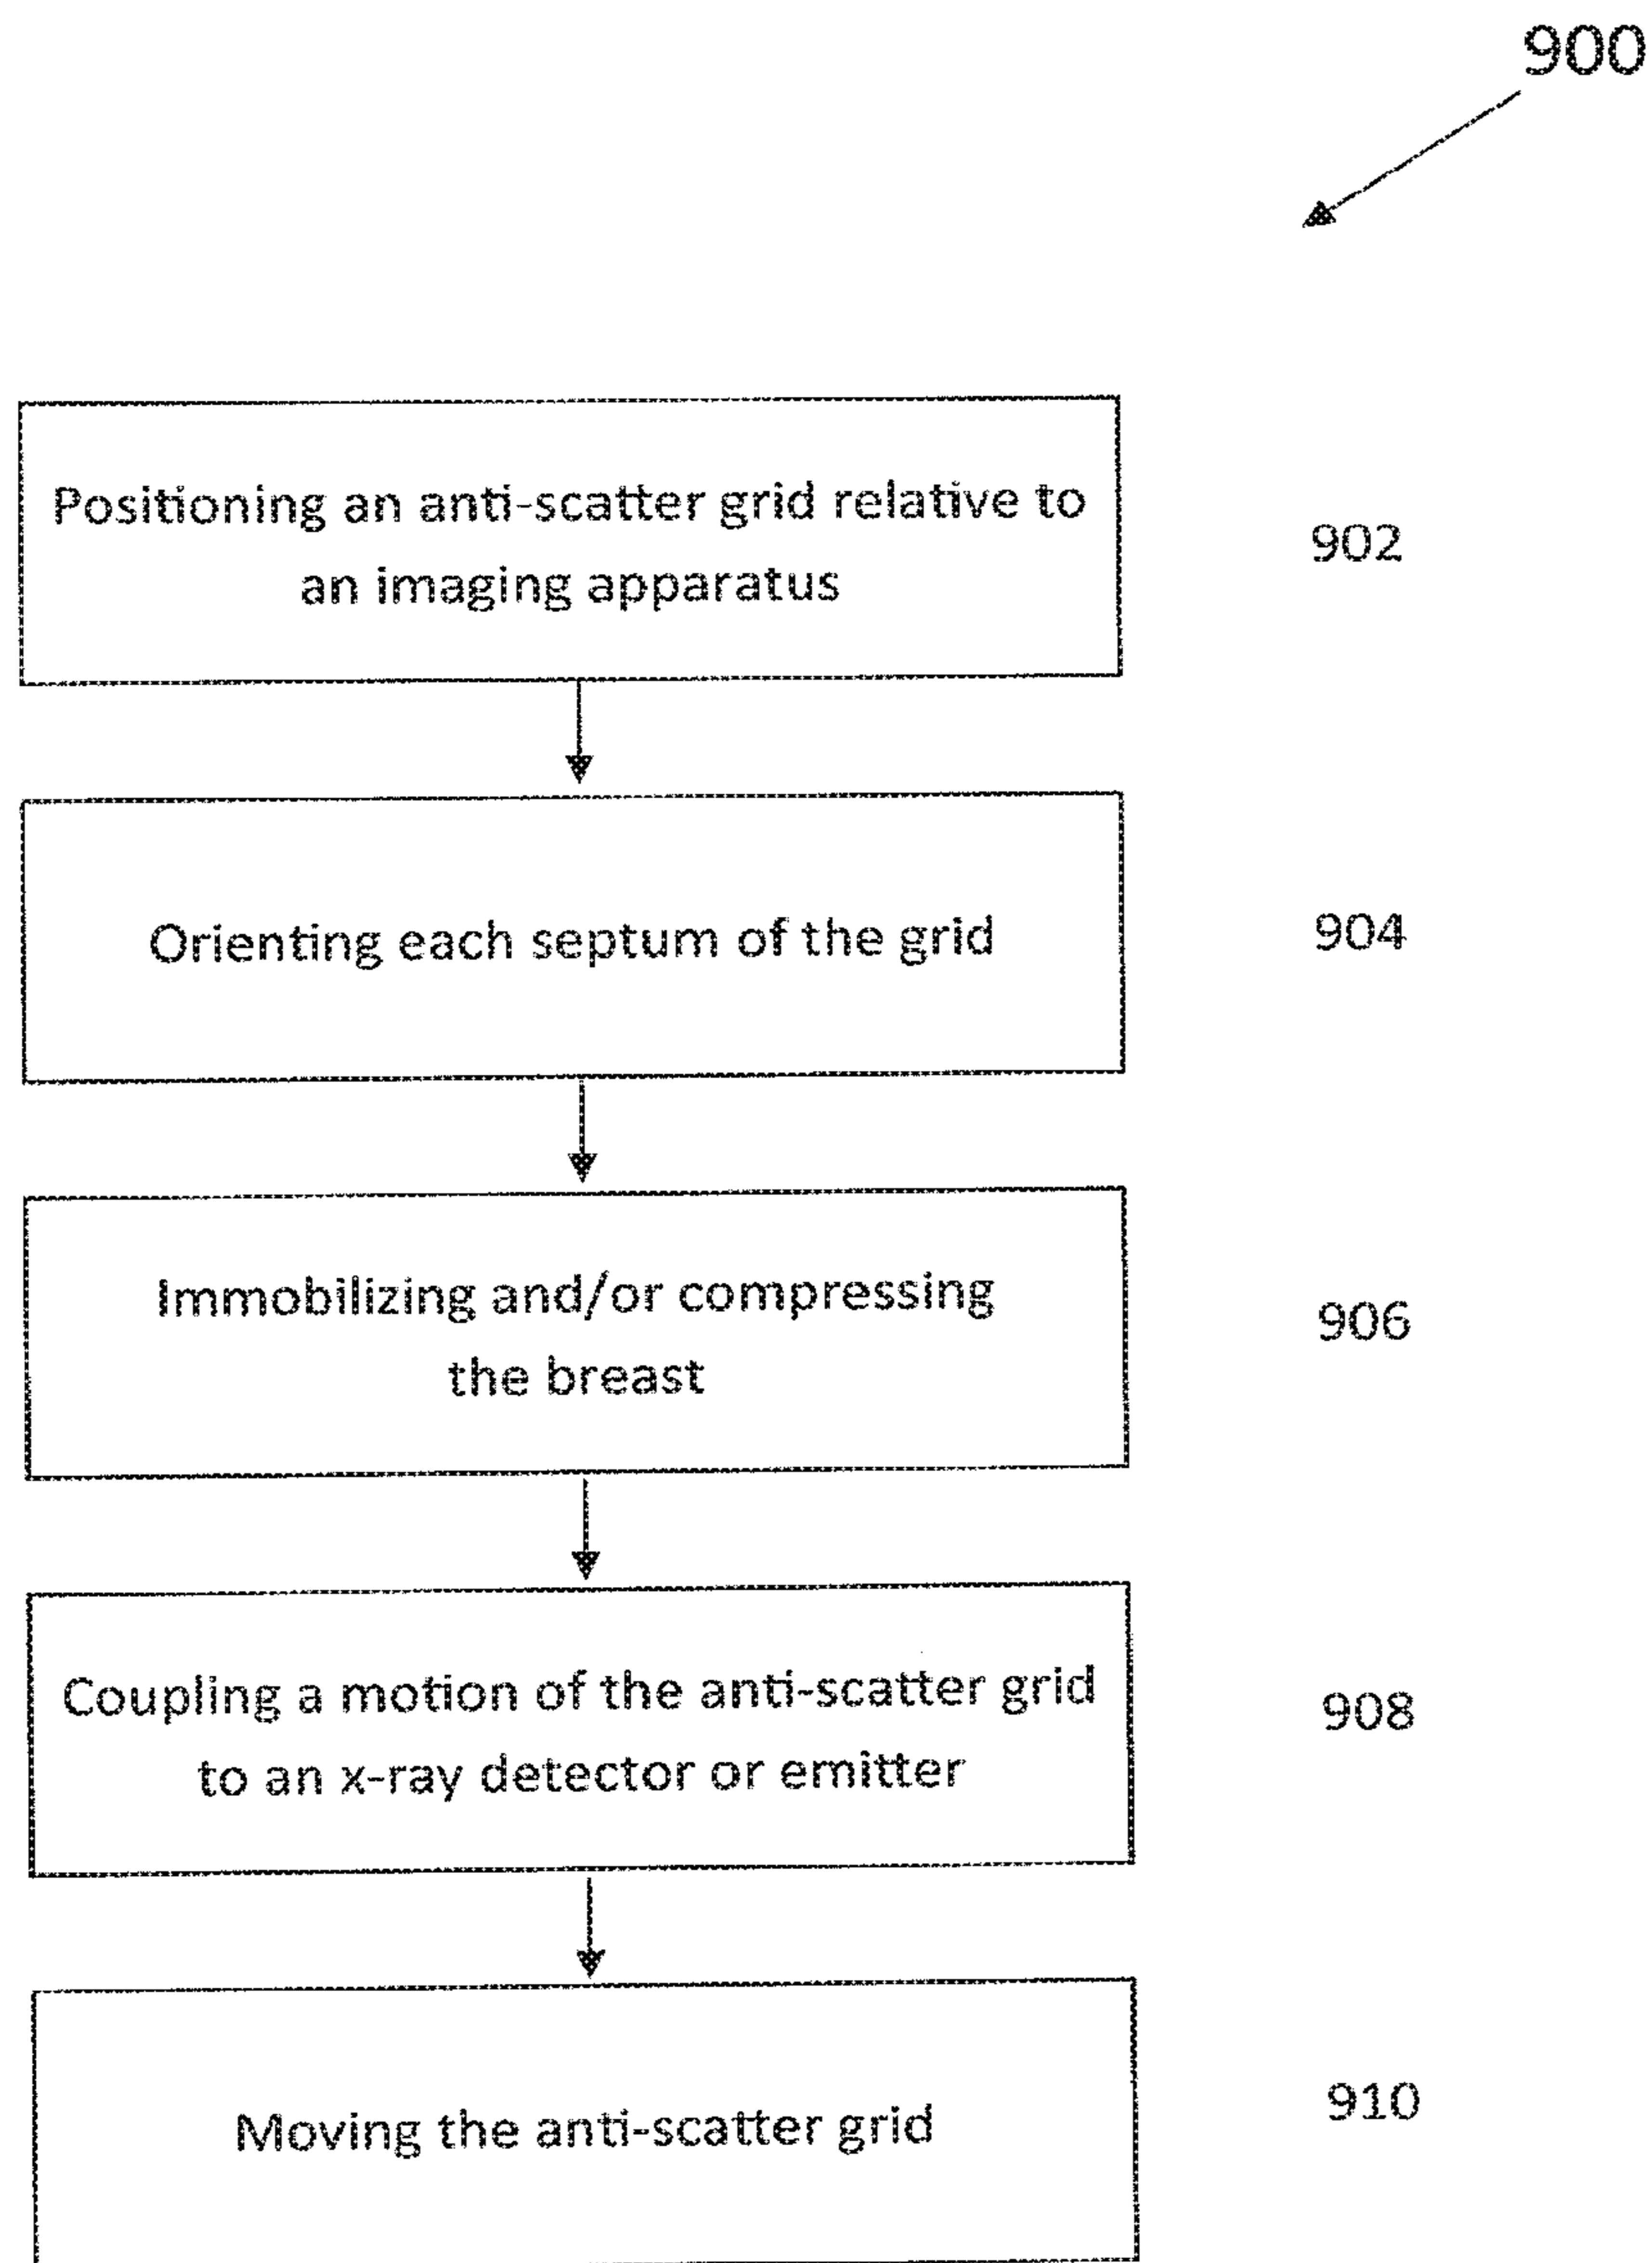 900
Positioning an anti-scatter grid relative to
an imaging apparatus
902
Orienting each septum of the grid
904
Immobilizing and/or compressing
the breast
906
Coupling a motion of the anti-scatter grid
to an x-ray detector or emitter
908
Moving the anti-scatter grid
910